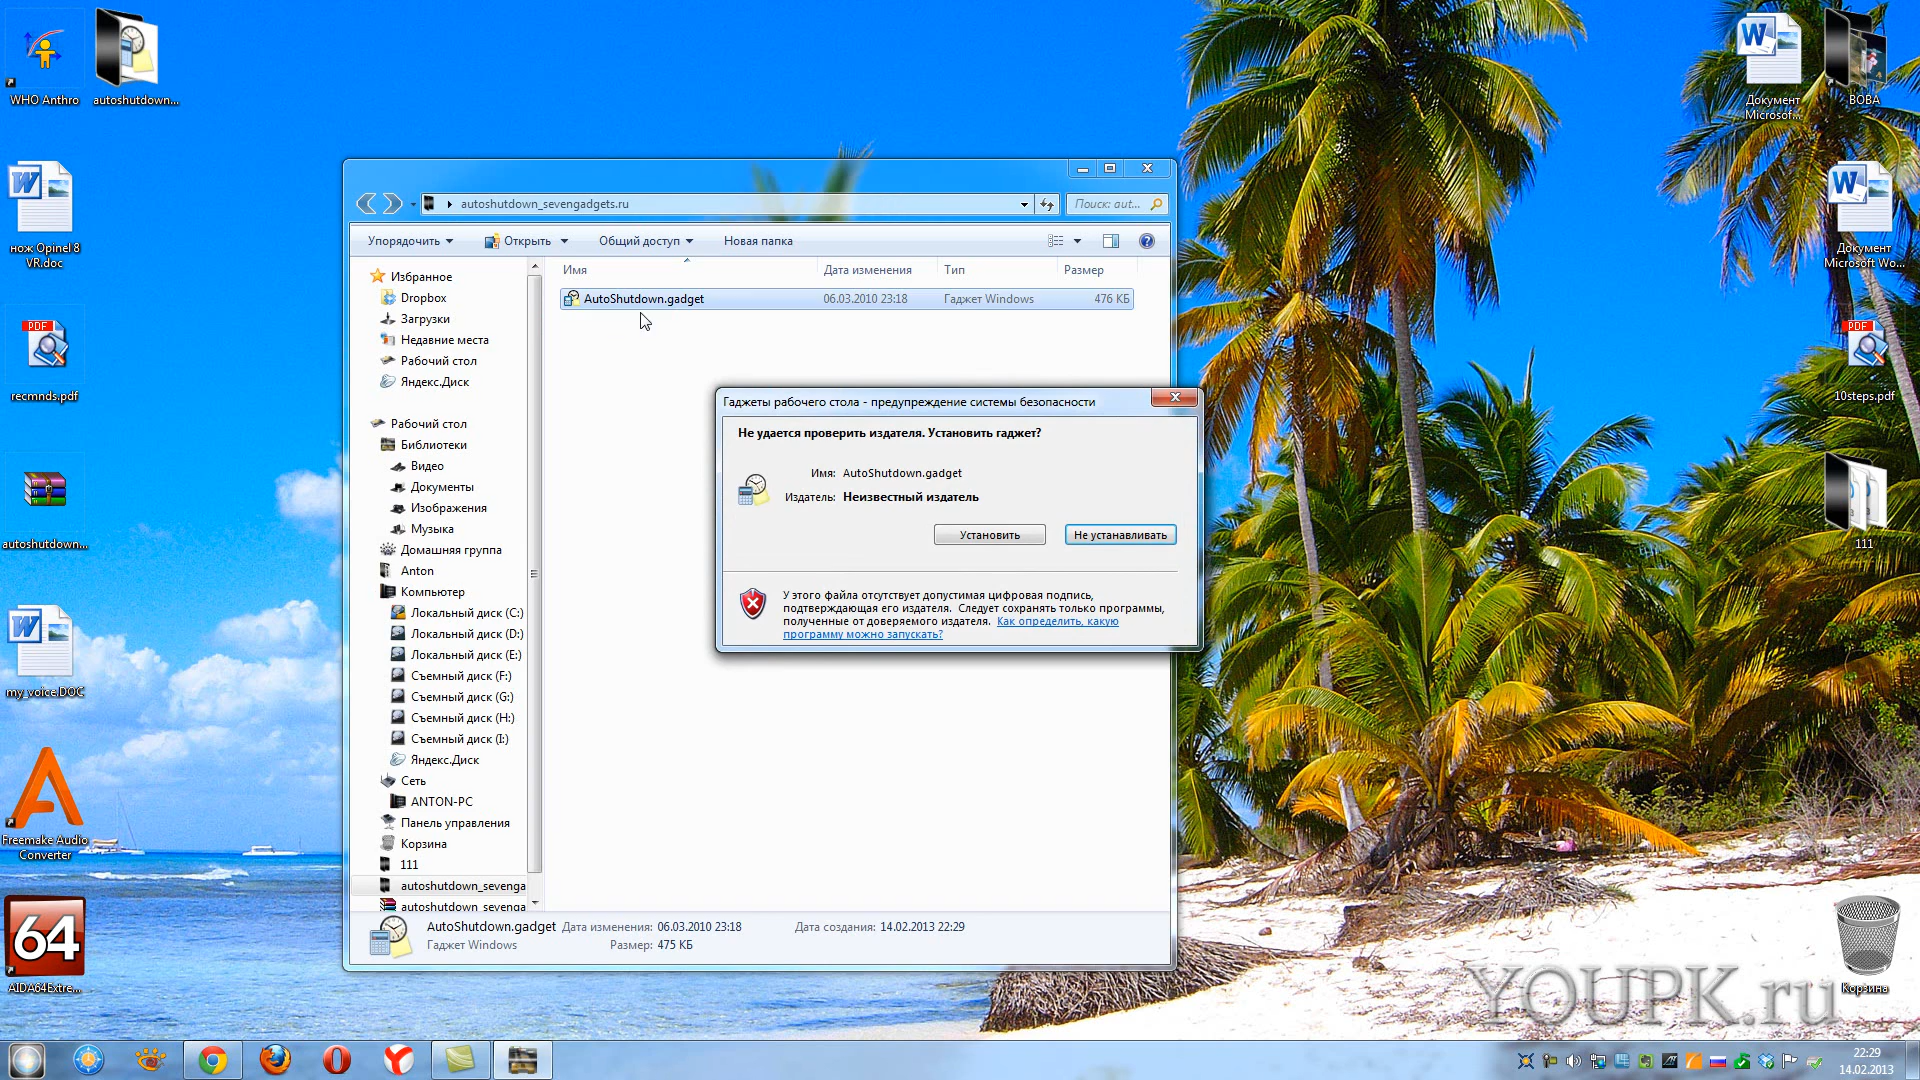 WHO Anthro
autoshutdown...
нож Opinel 8
VR.doc
recmnds.pdf
autoshutdown...
my_voice.DOC
Freemake Audio
Converter
64
AIDA64Extre...
autoshutdown_sevengadgets.ru
Поиск: aut...
Упорядочить
Открыть
Общий доступ
Новая папка
Избранное
Dropbox
Загрузки
Недавние места
Рабочий стол
Яндекс.Диск
Рабочий стол
Библиотеки
Видео
Документы
Изображения
Музыка
Домашняя группа
Anton
Компьютер
Локальный диск (C:)
Локальный диск (D:)
Локальный диск (E:)
Съемный диск (F:)
Съемный диск (G:)
Съемный диск (H:)
Съемный диск (I:)
Яндекс.Диск
Сеть
ANTON-PC
Панель управления
Корзина
111
autoshutdown_sevenga
autoshutdown_sevenga
Имя Дата изменения Тип Размер
AutoShutdown.gadget 06.03.2010 23:18 Гаджет Windows 476 КБ
Гаджеты рабочего стола - предупреждение системы безопасности
Не удается проверить издателя. Установить гаджет?
Имя: AutoShutdown.gadget
Издатель: Неизвестный издатель
Установить Не устанавливать
У этого файла отсутствует допустимая цифровая подпись,
подтверждающая его издателя. Следует сохранять только программы,
полученные от доверяемого издателя. Как определить, какую
программу можно запускать?
AutoShutdown.gadget Дата изменения: 06.03.2010 23:18 Дата создания: 14.02.2013 22:29
Гаджет Windows Размер: 475 КБ
Документ
Microsof...
ВОВА
Документ
Microsoft Wo...
PDF
10steps.pdf
111
Корзина
YOUPK.ru
22:29
14.02.2013